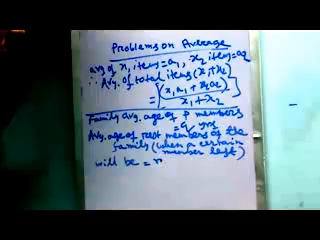 Problems on Average
avg of x₁ items = a₁, x₂ items = a₂
∴ Avg. of total items (x₁+x₂)
= [(x₁a₁ + x₂a₂) / x₁+x₂]
Family avg. age of P members
= q yrs
Avg. age of rest members of the
family (when a certain
member left)
will be = r